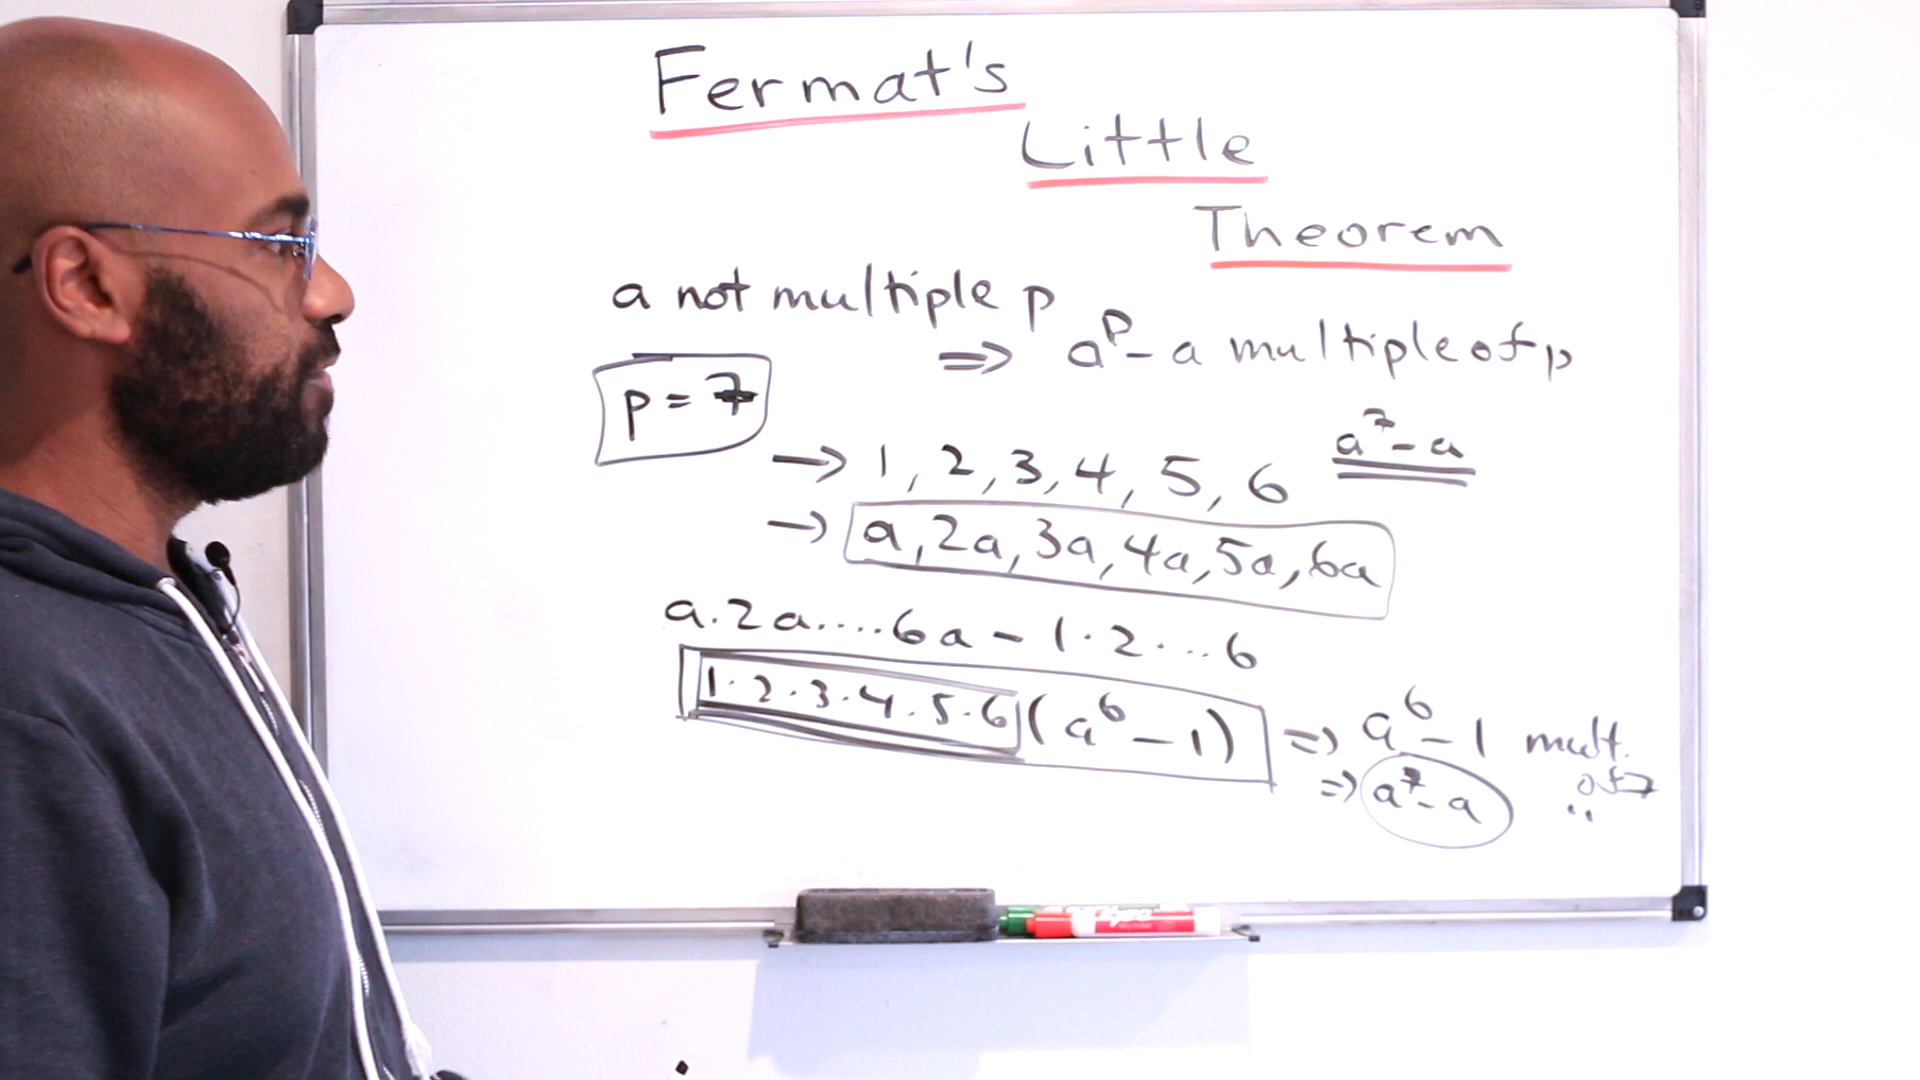 Fermat's
Little
Theorem
a not multiple p
⇒ a^p - a multiple of p
p = 7
a^7 - a
→ 1, 2, 3, 4, 5, 6
→ a, 2a, 3a, 4a, 5a, 6a
a.2a....6a - 1.2...6
1.2.3.4.5.6 (a^6 - 1) ⇒ a^6 - 1 mult.
of 7
⇒ a^7 - a ..